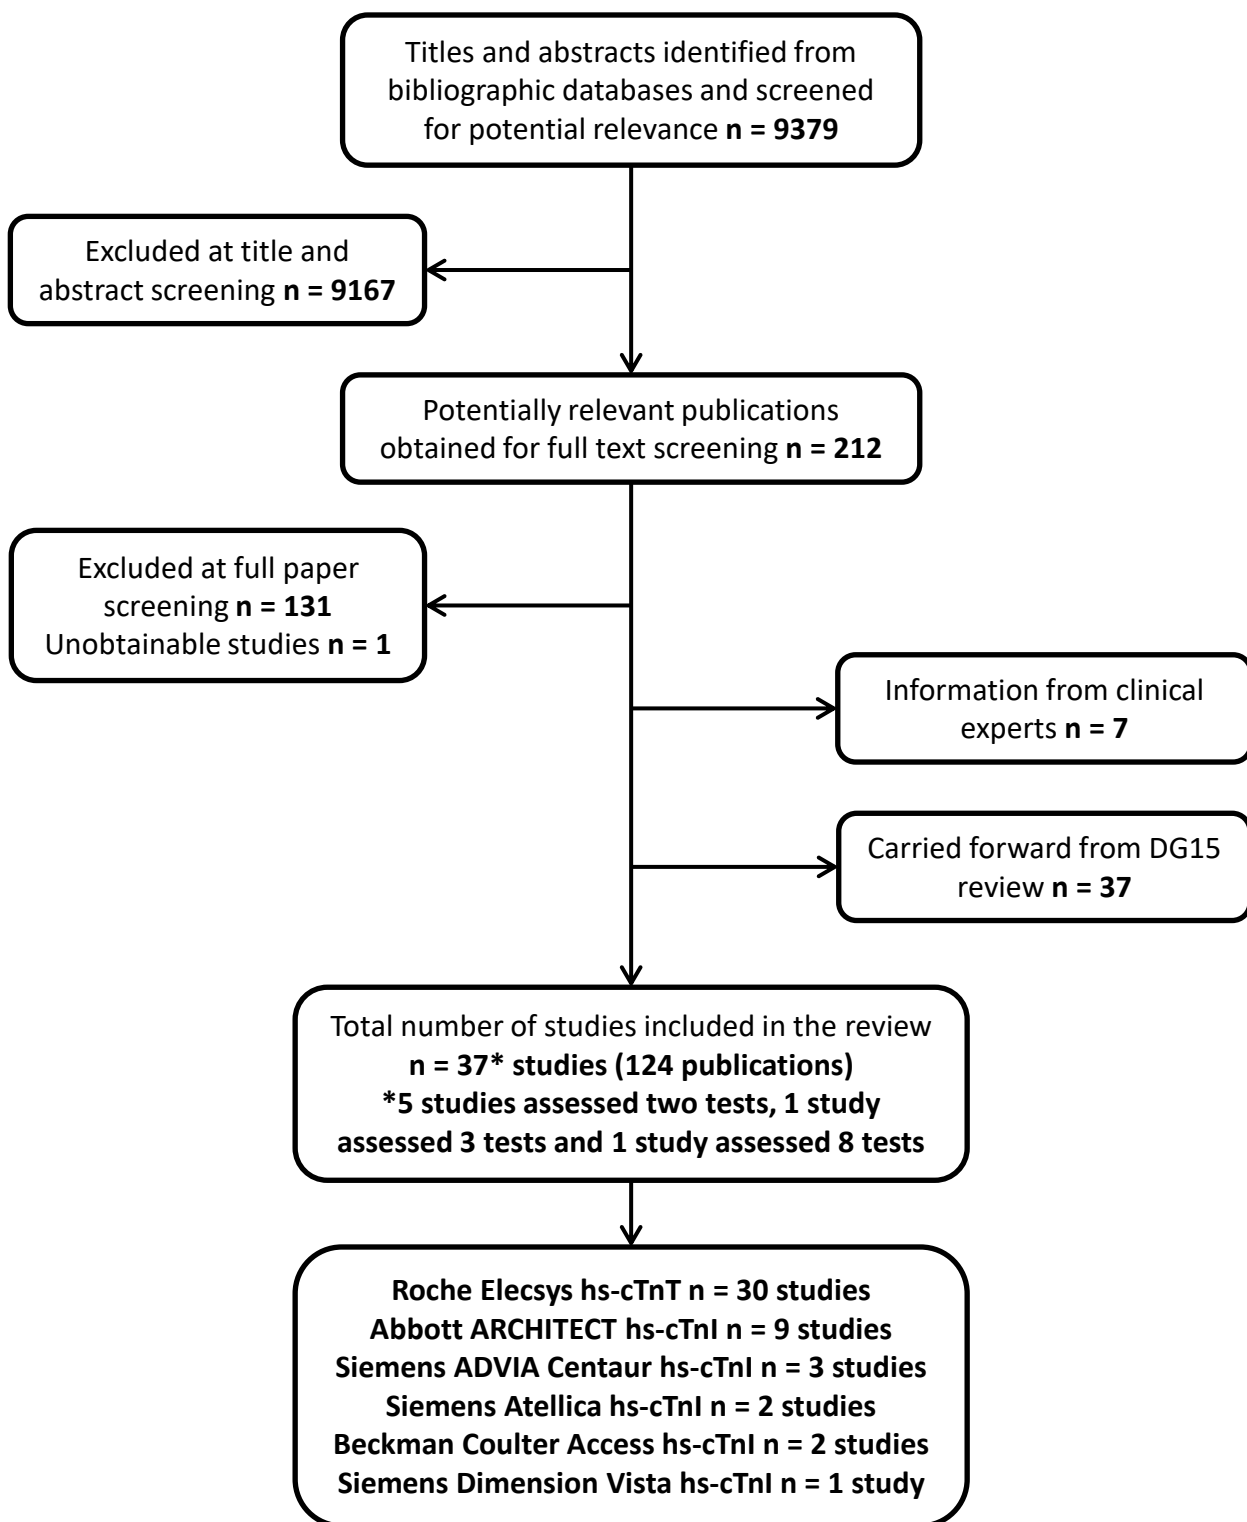 Titles and abstracts identified from
bibliographic databases and screened
for potential relevance n = 9379
Excluded at title and
abstract screening n = 9167
Potentially relevant publications
obtained for full text screening n = 212
Excluded at full paper
screening n = 131
Unobtainable studies n = 1
Information from clinical
experts n = 7
Carried forward from DG15
review n = 37
Total number of studies included in the review
n = 37* studies (124 publications)
*5 studies assessed two tests, 1 study
assessed 3 tests and 1 study assessed 8 tests
Roche Elecsys hs-cTnT n = 30 studies
Abbott ARCHITECT hs-cTnI n = 9 studies
Siemens ADVIA Centaur hs-cTnI n = 3 studies
Siemens Atellica hs-cTnI n = 2 studies
Beckman Coulter Access hs-cTnI n = 2 studies
Siemens Dimension Vista hs-cTnI n = 1 study